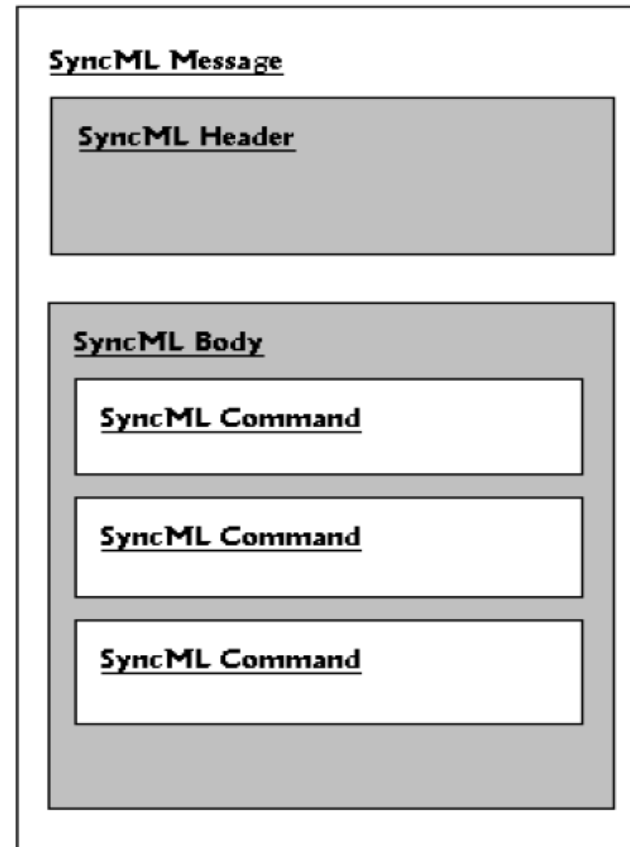 SyncML Message
SyncML Header
SyncML Body
SyncML Command
SyncML Command
SyncML Command